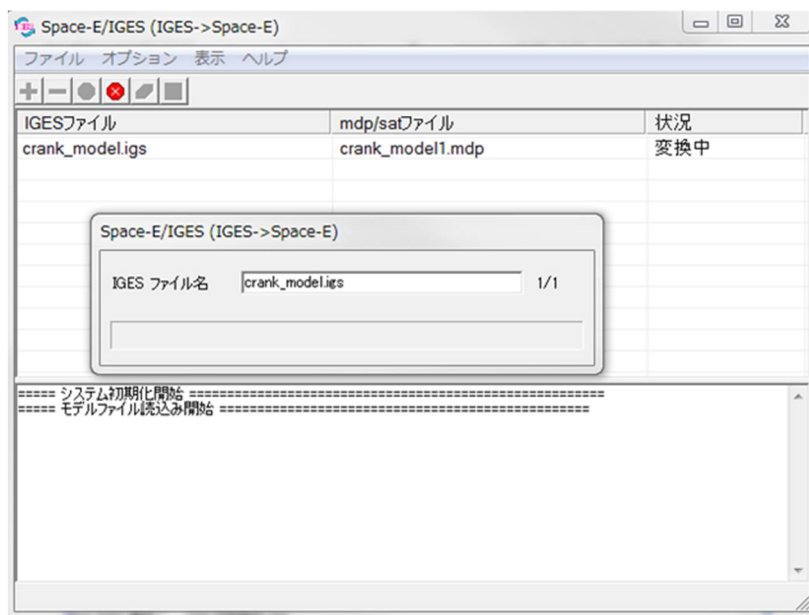 Space-E/IGES (IGES->Space-E)
ファイル オプション 表示 ヘルプ
IGESファイル mdp/satファイル 状況
crank_model.igs crank_model1.mdp 変換中
Space-E/IGES (IGES->Space-E)
IGES ファイル名 crank_model.igs 1/1
===== システム初期化開始 =======================================================
===== モデルファイル読込み開始 =================================================